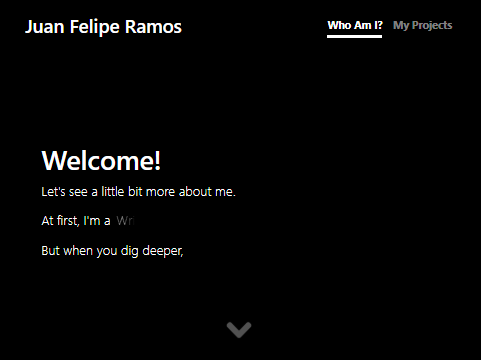 Juan Felipe Ramos
Who Am I? My Projects
Welcome!
Let's see a little bit more about me.
At first, I'm a Wr
But when you dig deeper,